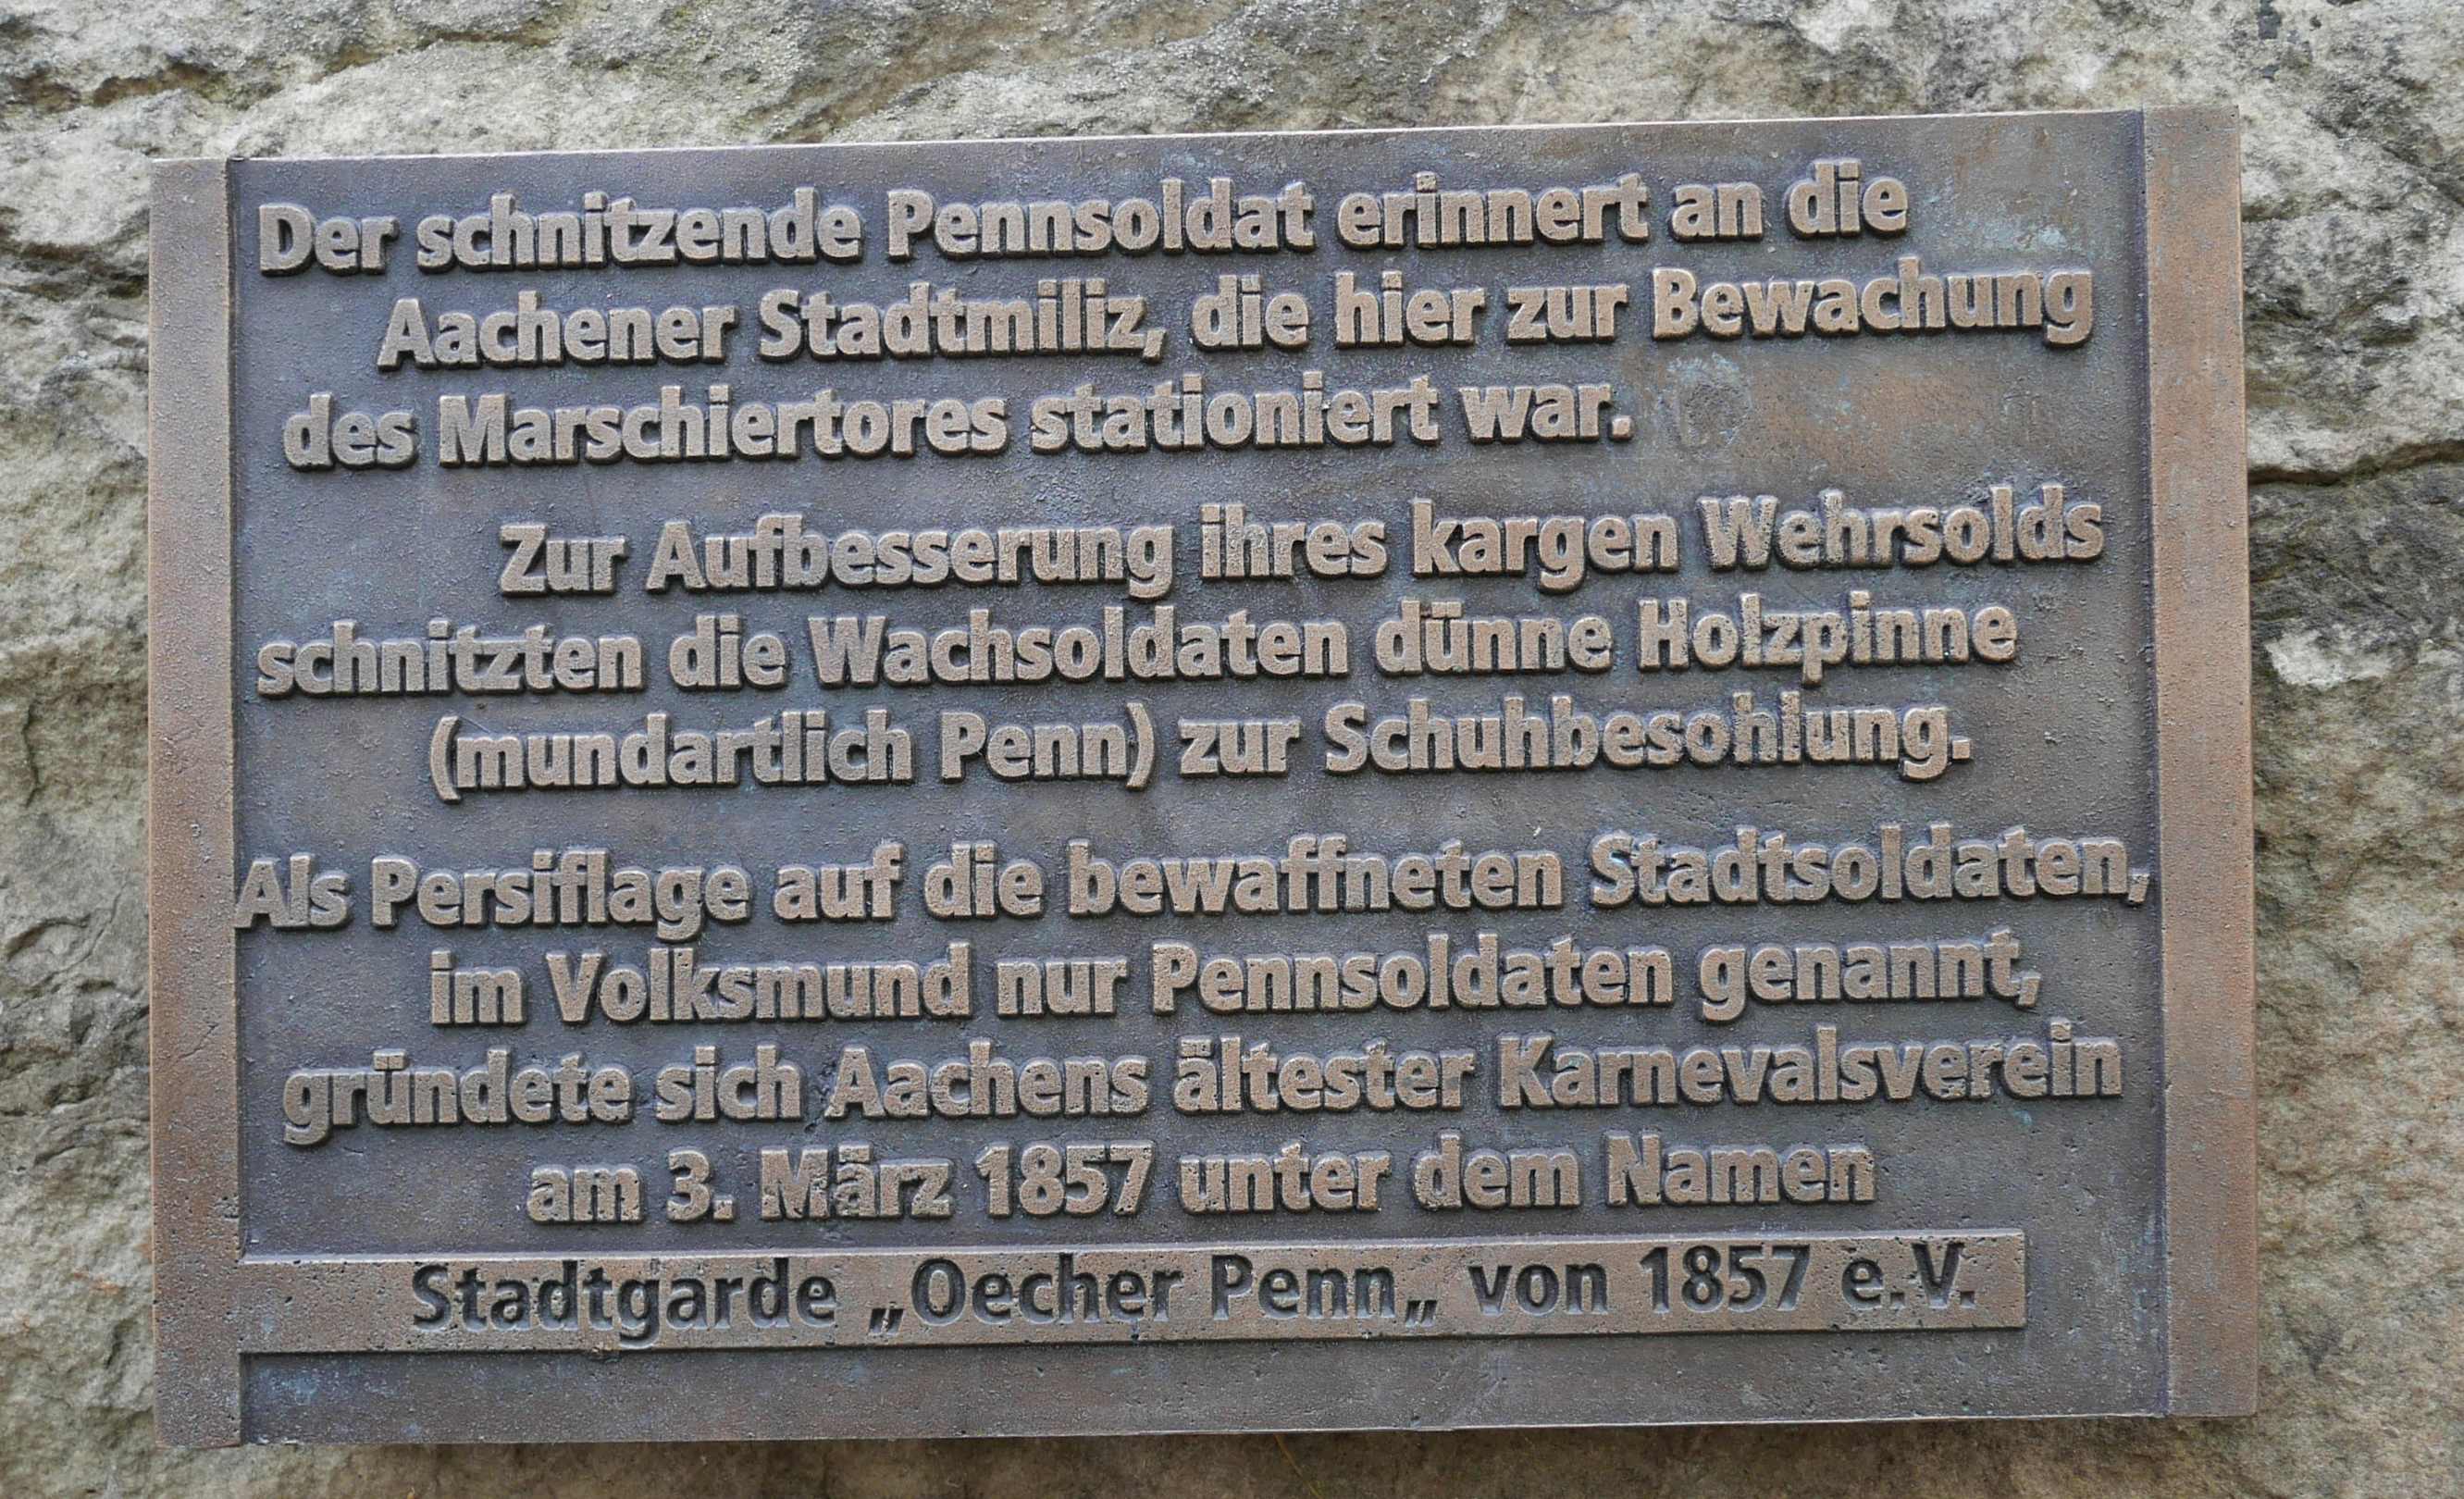 Der schnitzende Pennsoldat erinnert an die
Aachener Stadtmiliz, die hier zur Bewachung
des Marschiertores stationiert war.
Zur Aufbesserung ihres kargen Wehrsolds
schnitzten die Wachsoldaten dünne Holzpinne
(mundartlich Penn) zur Schuhbesohlung.
Als Persiflage auf die bewaffneten Stadtsoldaten,
im Volksmund nur Pennsoldaten genannt,
gründete sich Aachens ältester Karnevalsverein
am 3. März 1857 unter dem Namen
Stadtgarde „Oecher Penn„ von 1857 e.V.